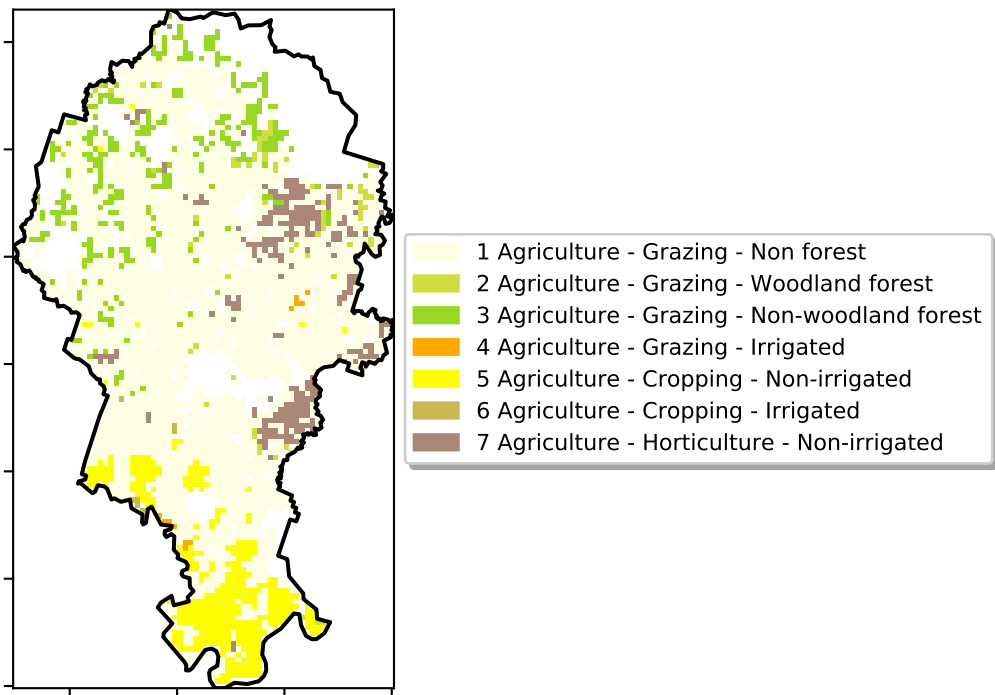 1 Agriculture - Grazing - Non forest
2 Agriculture - Grazing - Woodland forest
3 Agriculture - Grazing - Non-woodland forest
4 Agriculture - Grazing - Irrigated
5 Agriculture - Cropping - Non-irrigated
6 Agriculture - Cropping - Irrigated
7 Agriculture - Horticulture - Non-irrigated